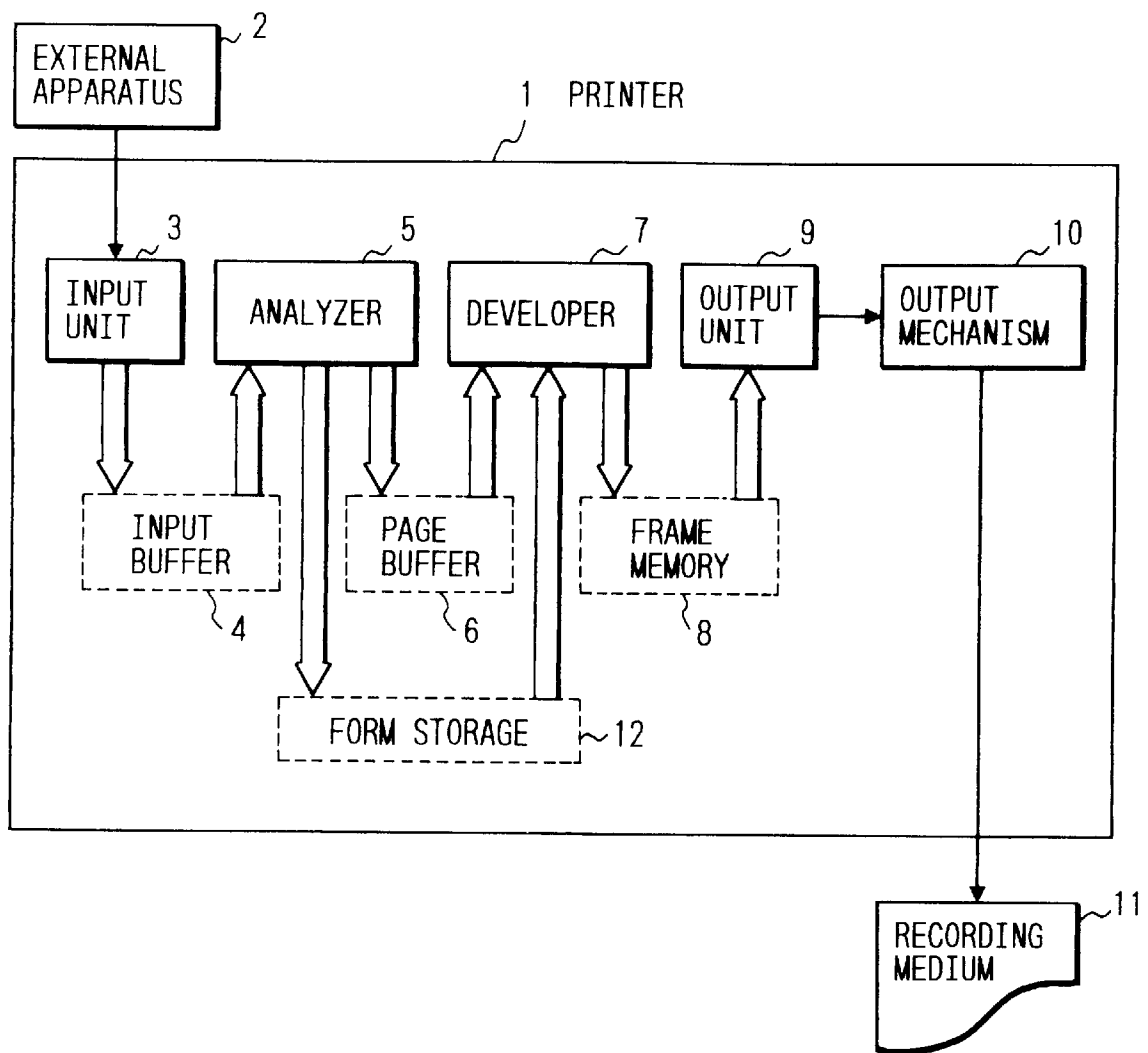 2
EXTERNAL
APPARATUS
1 PRINTER
3
INPUT
UNIT
5
ANALYZER
7
DEVELOPER
9
OUTPUT
UNIT
10
OUTPUT
MECHANISM
INPUT
BUFFER
4
PAGE
BUFFER
6
FRAME
MEMORY
8
FORM STORAGE
12
11
RECORDING
MEDIUM